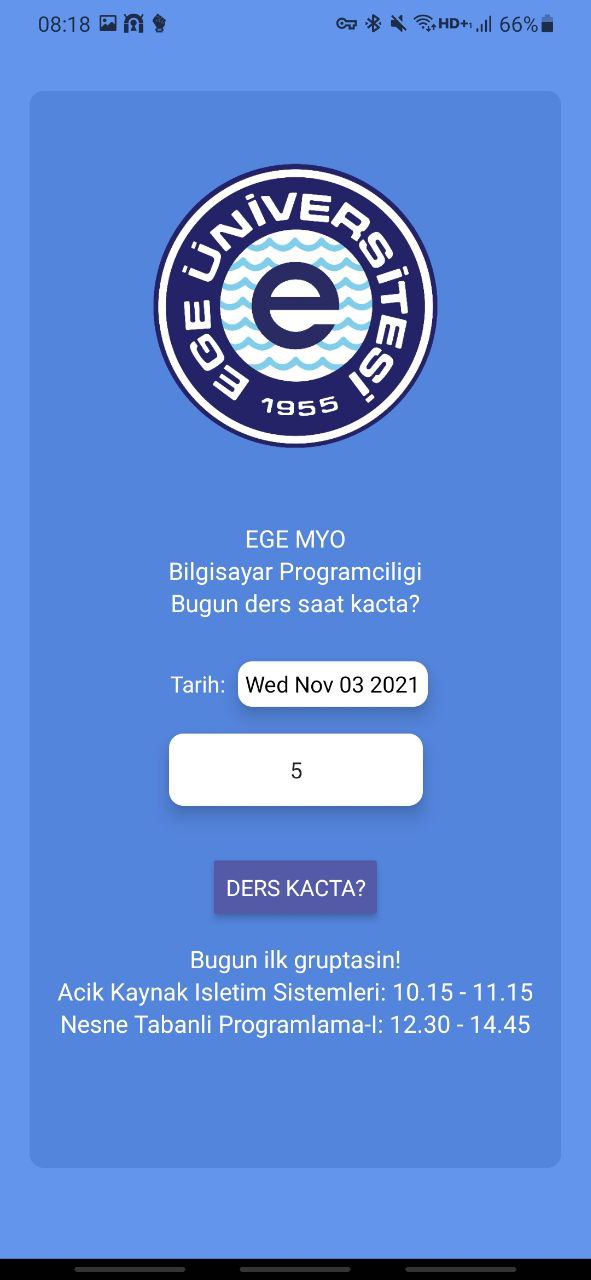 08:18
HD+ 66%
EGE ÜNİVERSİTESİ
1955
e
EGE MYO
Bilgisayar Programciligi
Bugun ders saat kacta?
Tarih: Wed Nov 03 2021
5
DERS KACTA?
Bugun ilk gruptasin!
Acik Kaynak Isletim Sistemleri: 10.15 - 11.15
Nesne Tabanli Programlama-I: 12.30 - 14.45